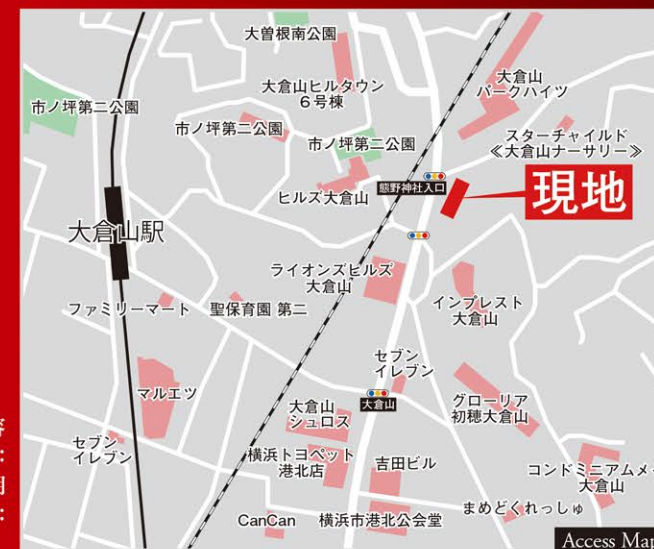 大曽根南公園
大倉山ヒルタウン
6号棟
大倉山
パークハイツ
市ノ坪第二公園
市ノ坪第二公園
市ノ坪第二公園
スターチャイルド
≪大倉山ナーサリー≫
熊野神社入口
現地
ヒルズ大倉山
大倉山駅
ライオンズヒルズ
大倉山
インプレスト
大倉山
ファミリーマート
聖保育園 第二
セブン
イレブン
マルエツ
大倉山
大倉山
シュロス
グローリア
初穂大倉山
セブン
イレブン
横浜トヨペット
港北店
吉田ビル
コンドミニアムメイ
大倉山
まめどくれっしゅ
CanCan
横浜市港北公会堂
Access Map